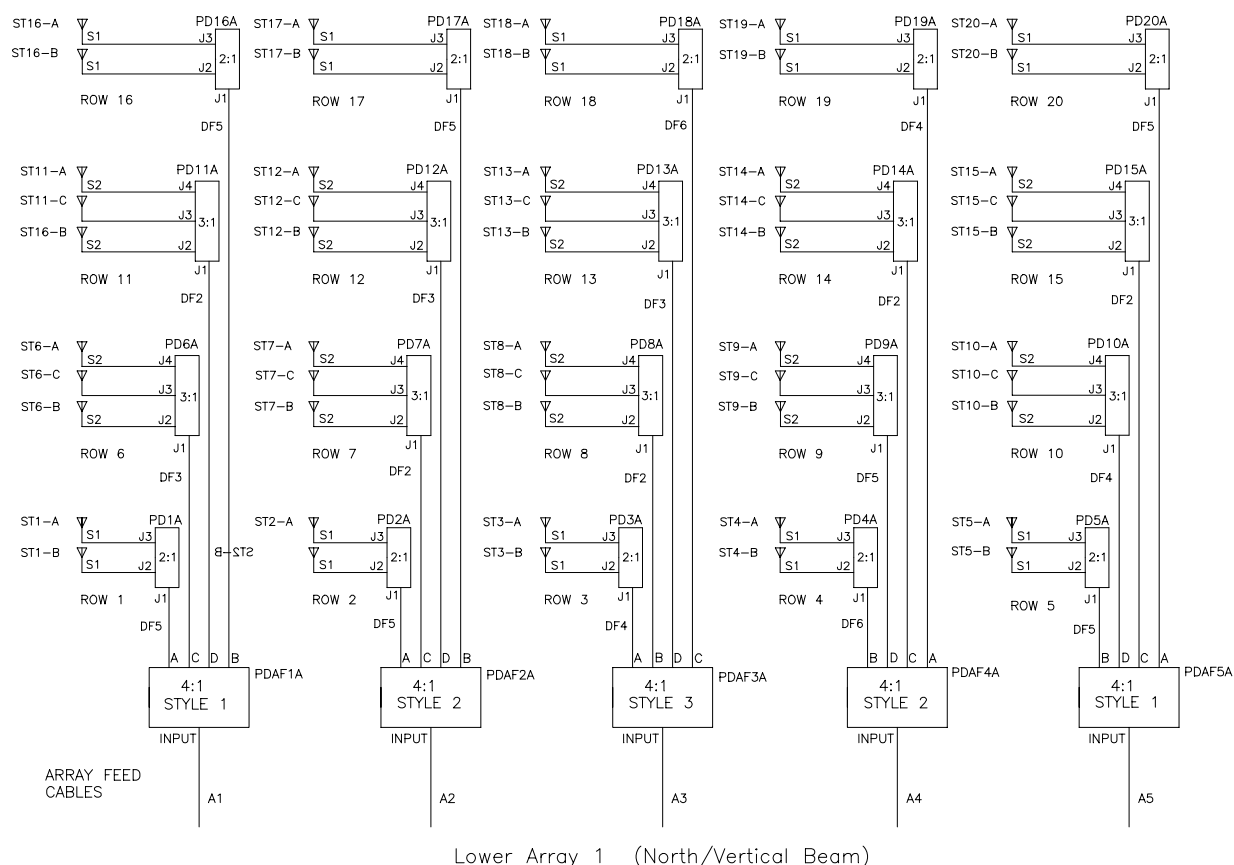 ST16-A PD16A
S1 J3
ST16-B 2:1
S1 J2
J1
ROW 16
DF5
ST17-A PD17A
S1 J3
ST17-B 2:1
S1 J2
J1
ROW 17
DF5
ST18-A PD18A
S1 J3
ST18-B 2:1
S1 J2
J1
ROW 18
DF6
ST19-A PD19A
S1 J3
ST19-B 2:1
S1 J2
J1
ROW 19
DF4
ST20-A PD20A
S1 J3
ST20-B 2:1
S1 J2
J1
ROW 20
DF5
ST11-A PD11A
S2 J4
ST11-C J3 3:1
ST16-B
S2 J2
J1
ROW 11
DF2
ST12-A PD12A
S2 J4
ST12-C J3 3:1
ST12-B
S2 J2
J1
ROW 12
DF3
ST13-A PD13A
S2 J4
ST13-C J3 3:1
ST13-B
S2 J2
J1
ROW 13
DF3
ST14-A PD14A
S2 J4
ST14-C J3 3:1
ST14-B
S2 J2
J1
ROW 14
DF2
ST15-A PD15A
S2 J4
ST15-C J3 3:1
ST15-B
S2 J2
J1
ROW 15
DF2
ST6-A PD6A
S2 J4
ST6-C J3 3:1
ST6-B
S2 J2
J1
ROW 6
DF3
ST7-A PD7A
S2 J4
ST7-C J3 3:1
ST7-B
S2 J2
J1
ROW 7
DF2
ST8-A PD8A
S2 J4
ST8-C J3 3:1
ST8-B
S2 J2
J1
ROW 8
DF2
ST9-A PD9A
S2 J4
ST9-C J3 3:1
ST9-B
S2 J2
J1
ROW 9
DF5
ST10-A PD10A
S2 J4
ST10-C J3 3:1
ST10-B
S2 J2
J1
ROW 10
DF4
ST1-A PD1A
S1 J3
ST1-B 2:1
S1 J2
J1
ROW 1
DF5
ST2-A PD2A
S1 J3
ST2-B 2:1
S1 J2
J1
ROW 2
DF5
ST3-A PD3A
S1 J3
ST3-B 2:1
S1 J2
J1
ROW 3
DF4
ST4-A PD4A
S1 J3
ST4-B 2:1
S1 J2
J1
ROW 4
DF6
ST5-A PD5A
S1 J3
ST5-B 2:1
S1 J2
J1
ROW 5
DF5
A C D B
PDAF1A
4:1
STYLE 1
INPUT
A1
A C D B
PDAF2A
4:1
STYLE 2
INPUT
A2
A B D C
PDAF3A
4:1
STYLE 3
INPUT
A3
B D C A
PDAF4A
4:1
STYLE 2
INPUT
A4
B D C A
PDAF5A
4:1
STYLE 1
INPUT
A5
ARRAY FEED
CABLES
Lower Array 1 (North/Vertical Beam)